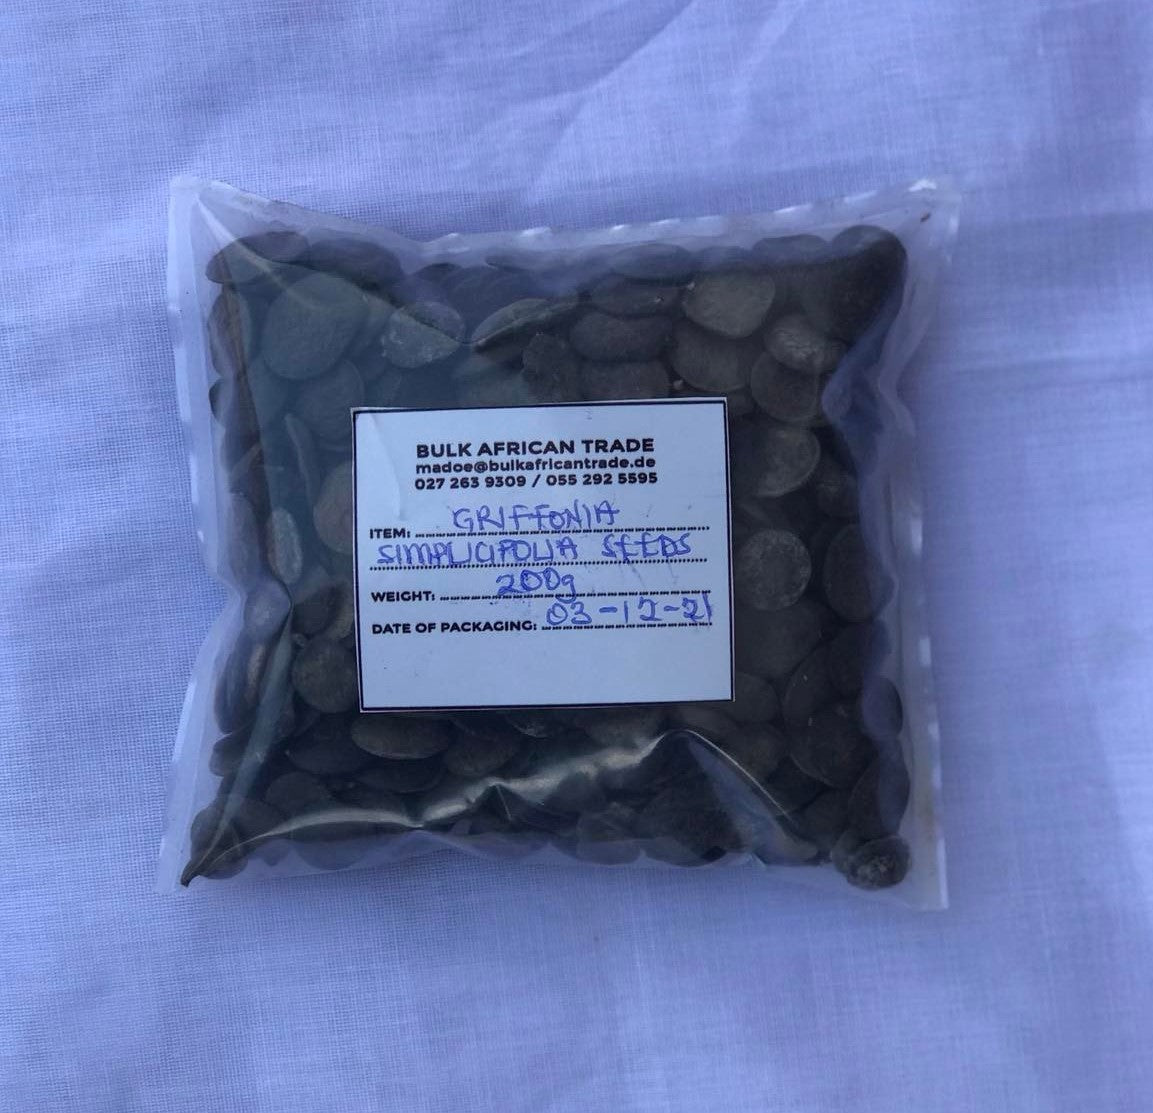 BULK AFRICAN TRADE
madoe@bulkafricantrade.de
027 263 9309 / 055 292 5595
ITEM: GRIFFONIA
SIMPLICIFOLIA SEEDS
WEIGHT: 200g
DATE OF PACKAGING: 03-12-21